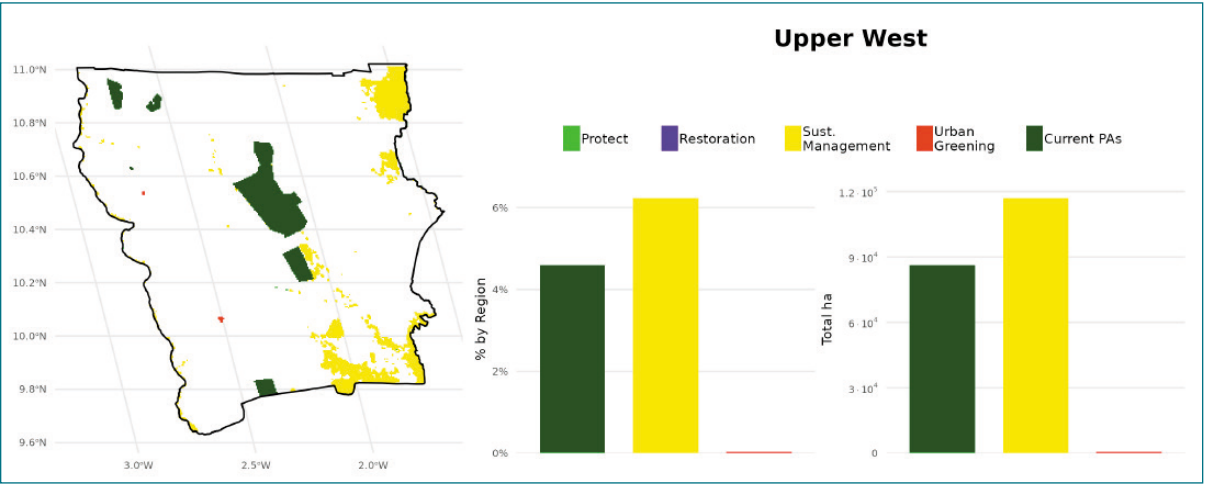 Upper West
Protect
Restoration
Sust.
Management
Urban
Greening
Current PAs
11.0°N
10.8°N
10.6°N
10.4°N
10.2°N
10.0°N
9.8°N
9.6°N
3.0°W
2.5°W
2.0°W
% by Region
6%
4%
2%
0%
Total ha
1.2·10⁵
9·10⁴
6·10⁴
3·10⁴
0